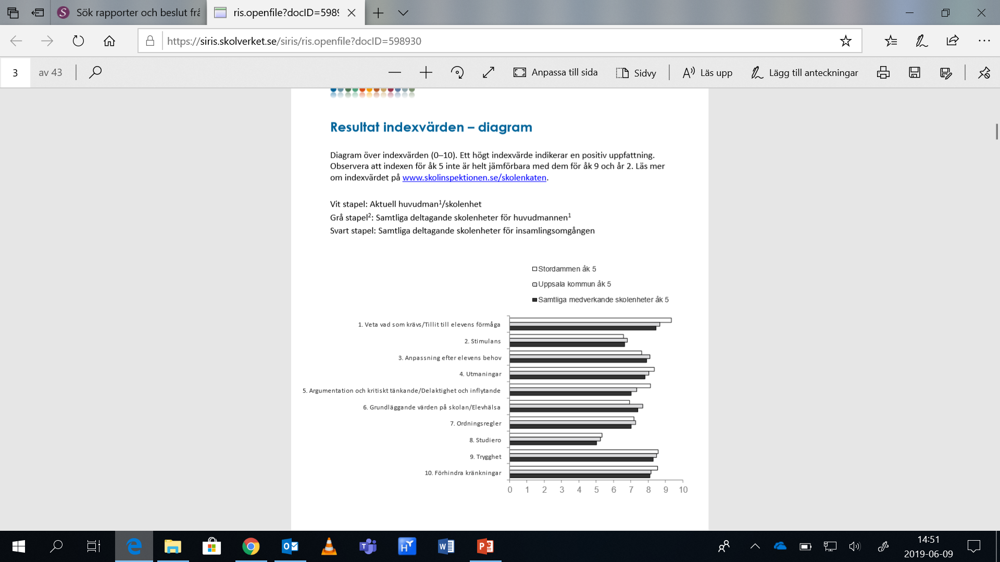 Sök rapporter och beslut frå
ris.openfile?docID=598
https://siris.skolverket.se/siris/ris.openfile?docID=598930
3 av 43
Anpassa till sida
Sidvy
Läs upp
Lägg till anteckningar
Resultat indexvärden – diagram
Diagram över indexvärden (0–10). Ett högt indexvärde indikerar en positiv uppfattning.
Observera att indexen för åk 5 inte är helt jämförbara med dem för åk 9 och år 2. Läs mer
om indexvärdet på www.skolinspektionen.se/skolenkaten.
Vit stapel: Aktuell huvudman¹/skolenhet
Grå stapel²: Samtliga deltagande skolenheter för huvudmannen¹
Svart stapel: Samtliga deltagande skolenheter för insamlingsomgången
Stordammen åk 5
Uppsala kommun åk 5
Samtliga medverkande skolenheter åk 5
1. Veta vad som krävs/Tillit till elevens förmåga
2. Stimulans
3. Anpassning efter elevens behov
4. Utmaningar
5. Argumentation och kritiskt tänkande/Delaktighet och inflytande
6. Grundläggande värden på skolan/Elevhälsa
7. Ordningsregler
8. Studiero
9. Trygghet
10. Förhindra kränkningar
0 1 2 3 4 5 6 7 8 9 10
14:51
2019-06-09